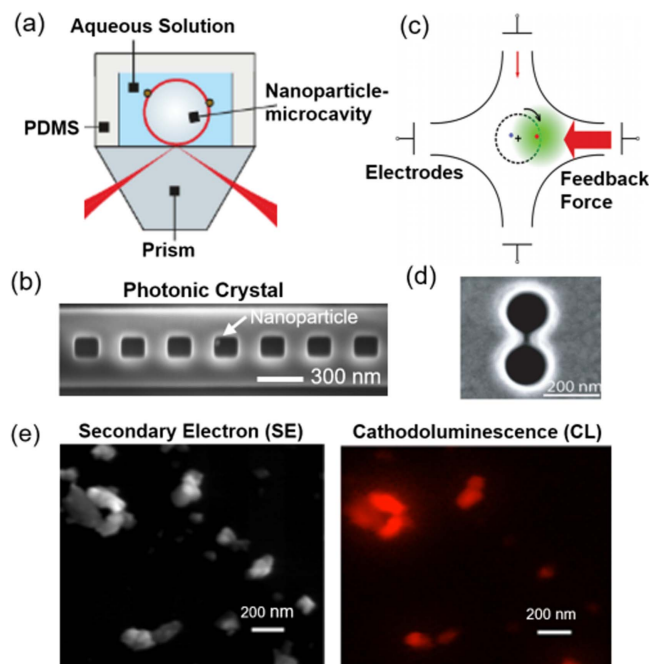 (a)
Aqueous Solution
Nanoparticle-
microcavity
PDMS
Prism
(c)
Electrodes
Feedback
Force
(b)
Photonic Crystal
Nanoparticle
300 nm
(d)
200 nm
(e)
Secondary Electron (SE)
Cathodoluminescence (CL)
200 nm
200 nm